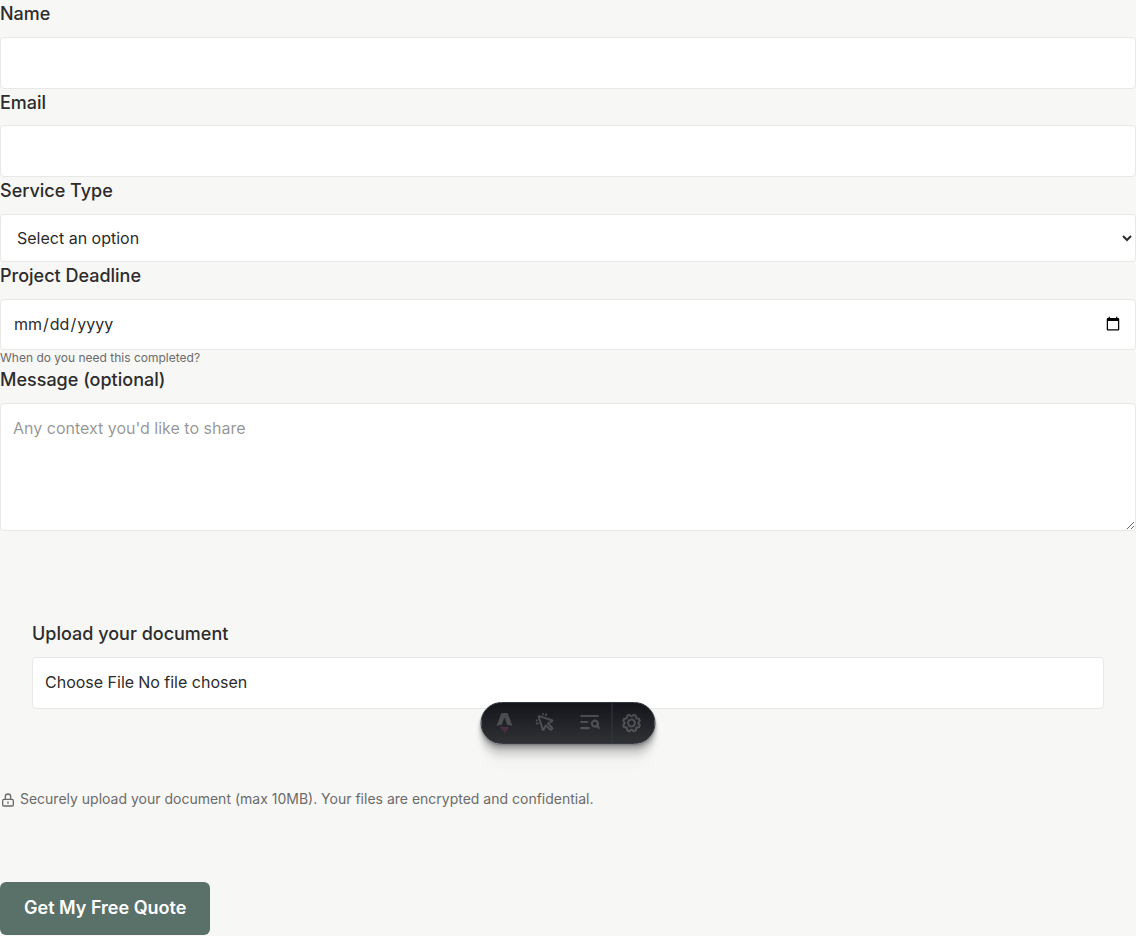 Name
Email
Service Type
Select an option
Project Deadline
mm/dd/yyyy
When do you need this completed?
Message (optional)
Any context you'd like to share
Upload your document
Choose File No file chosen
Securely upload your document (max 10MB). Your files are encrypted and confidential.
Get My Free Quote